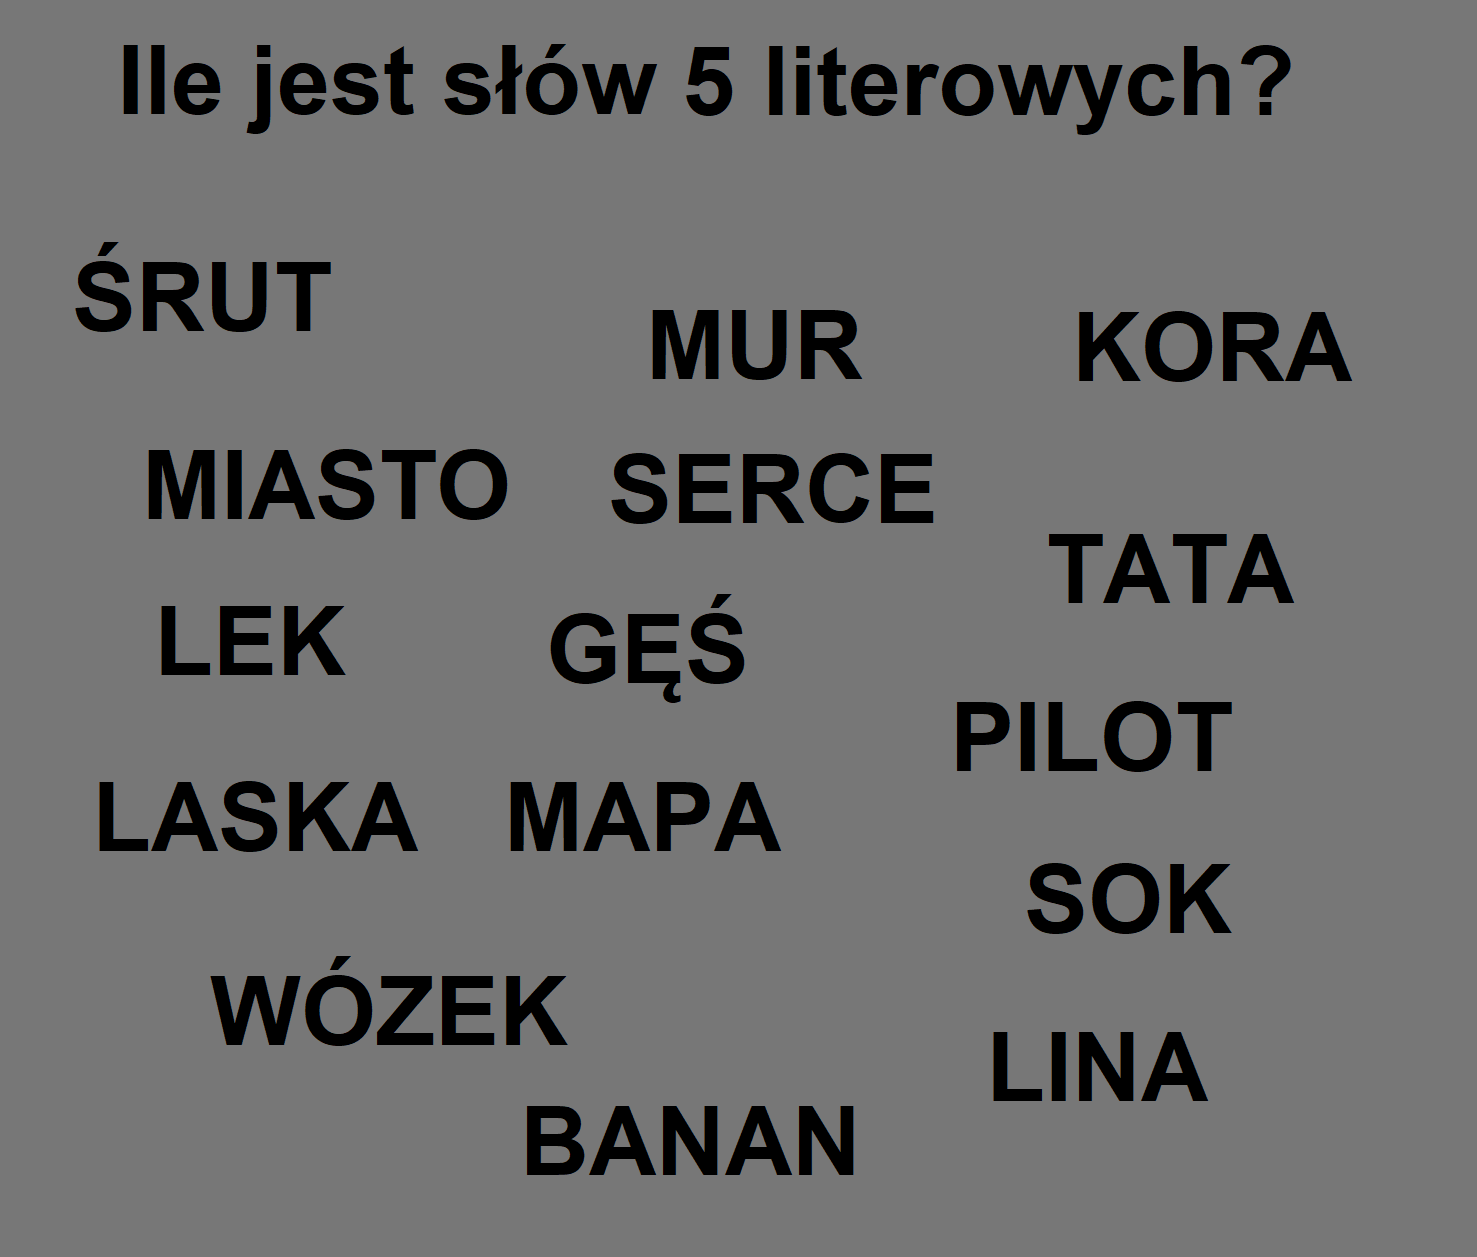 Ile jest słów 5 literowych?
ŚRUT
MUR
KORA
MIASTO
SERCE
TATA
LEK
GĘŚ
PILOT
LASKA
MAPA
SOK
WÓZEK
LINA
BANAN